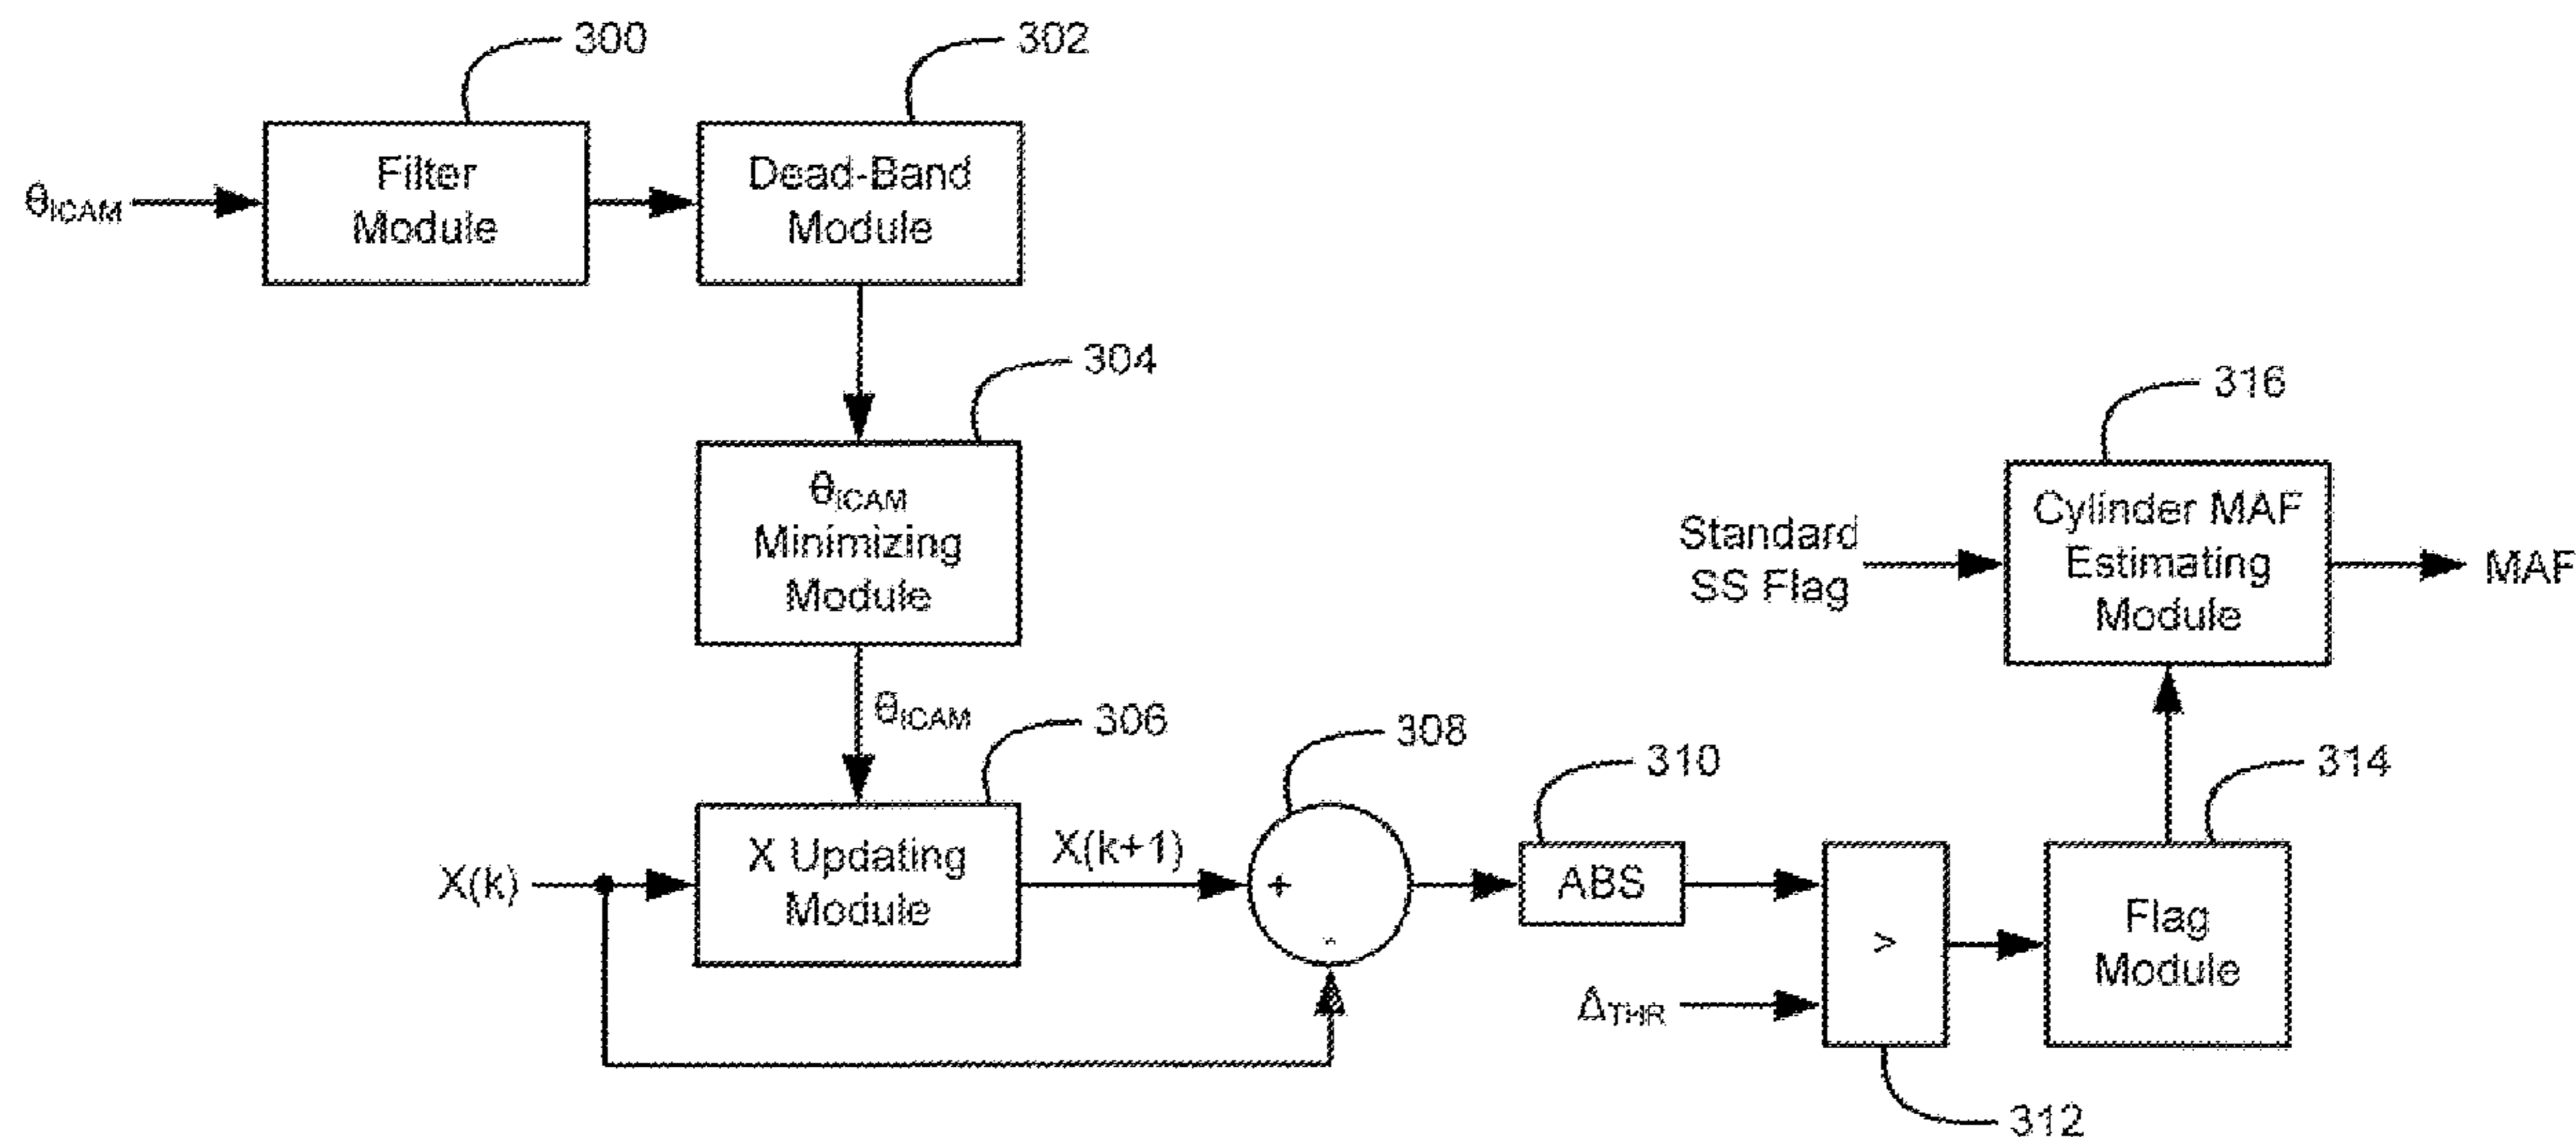 300
302
Filter
Module
Dead-Band
Module
θICAM
304
θICAM
Minimizing
Module
316
Cylinder MAF
Estimating
Module
Standard
SS Flag
MAF
θICAM
306
308
310
314
X(k)
X Updating
Module
X(k+1)
+
-
ABS
>
Flag
Module
ΔTHR
312